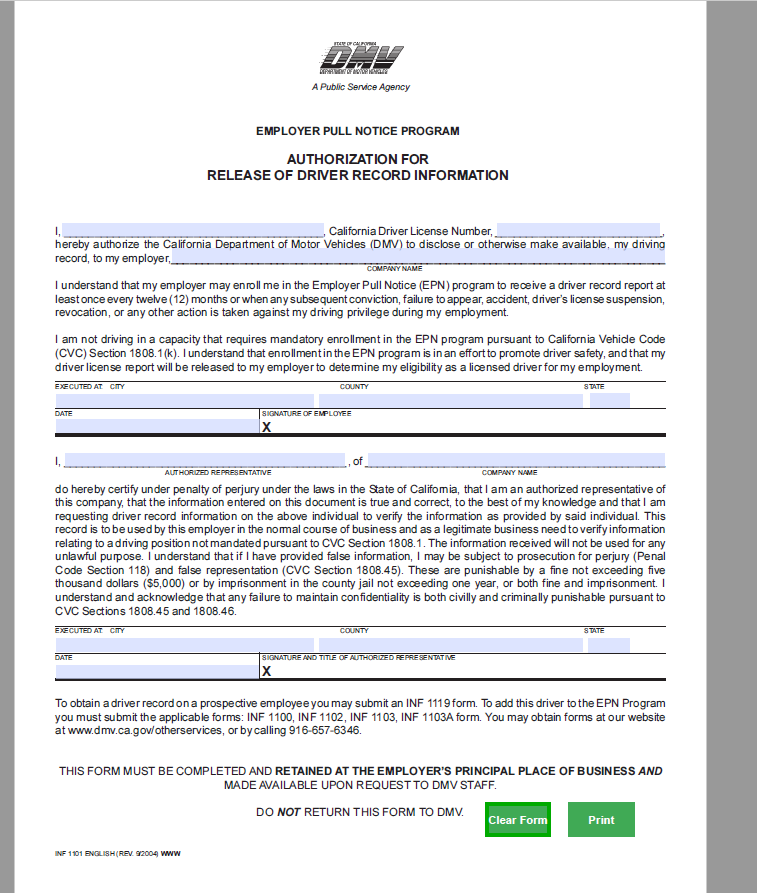 STATE OF CALIFORNIA
DMV
DEPARTMENT OF MOTOR VEHICLES
A Public Service Agency
EMPLOYER PULL NOTICE PROGRAM
AUTHORIZATION FOR
RELEASE OF DRIVER RECORD INFORMATION
I, , California Driver License Number, ,
hereby authorize the California Department of Motor Vehicles (DMV) to disclose or otherwise make available, my driving
record, to my employer,
COMPANY NAME
I understand that my employer may enroll me in the Employer Pull Notice (EPN) program to receive a driver record report at
least once every twelve (12) months or when any subsequent conviction, failure to appear, accident, driver's license suspension,
revocation, or any other action is taken against my driving privilege during my employment.
I am not driving in a capacity that requires mandatory enrollment in the EPN program pursuant to California Vehicle Code
(CVC) Section 1808.1(k). I understand that enrollment in the EPN program is in an effort to promote driver safety, and that my
driver license report will be released to my employer to determine my eligibility as a licensed driver for my employment.
EXECUTED AT: CITY COUNTY STATE
DATE SIGNATURE OF EMPLOYEE
X
I, , of
AUTHORIZED REPRESENTATIVE COMPANY NAME
do hereby certify under penalty of perjury under the laws in the State of California, that I am an authorized representative of
this company, that the information entered on this document is true and correct, to the best of my knowledge and that I am
requesting driver record information on the above individual to verify the information as provided by said individual. This
record is to be used by this employer in the normal course of business and as a legitimate business need to verify information
relating to a driving position not mandated pursuant to CVC Section 1808.1. The information received will not be used for any
unlawful purpose. I understand that if I have provided false information, I may be subject to prosecution for perjury (Penal
Code Section 118) and false representation (CVC Section 1808.45). These are punishable by a fine not exceeding five
thousand dollars ($5,000) or by imprisonment in the county jail not exceeding one year, or both fine and imprisonment. I
understand and acknowledge that any failure to maintain confidentiality is both civilly and criminally punishable pursuant to
CVC Sections 1808.45 and 1808.46.
EXECUTED AT: CITY COUNTY STATE
DATE SIGNATURE AND TITLE OF AUTHORIZED REPRESENTATIVE
X
To obtain a driver record on a prospective employee you may submit an INF 1119 form. To add this driver to the EPN Program
you must submit the applicable forms: INF 1100, INF 1102, INF 1103, INF 1103A form. You may obtain forms at our website
at www.dmv.ca.gov/otherservices, or by calling 916-657-6346.
THIS FORM MUST BE COMPLETED AND RETAINED AT THE EMPLOYER'S PRINCIPAL PLACE OF BUSINESS AND
MADE AVAILABLE UPON REQUEST TO DMV STAFF.
DO NOT RETURN THIS FORM TO DMV.
Clear Form Print
INF 1101 ENGLISH (REV. 9/2004) WWW